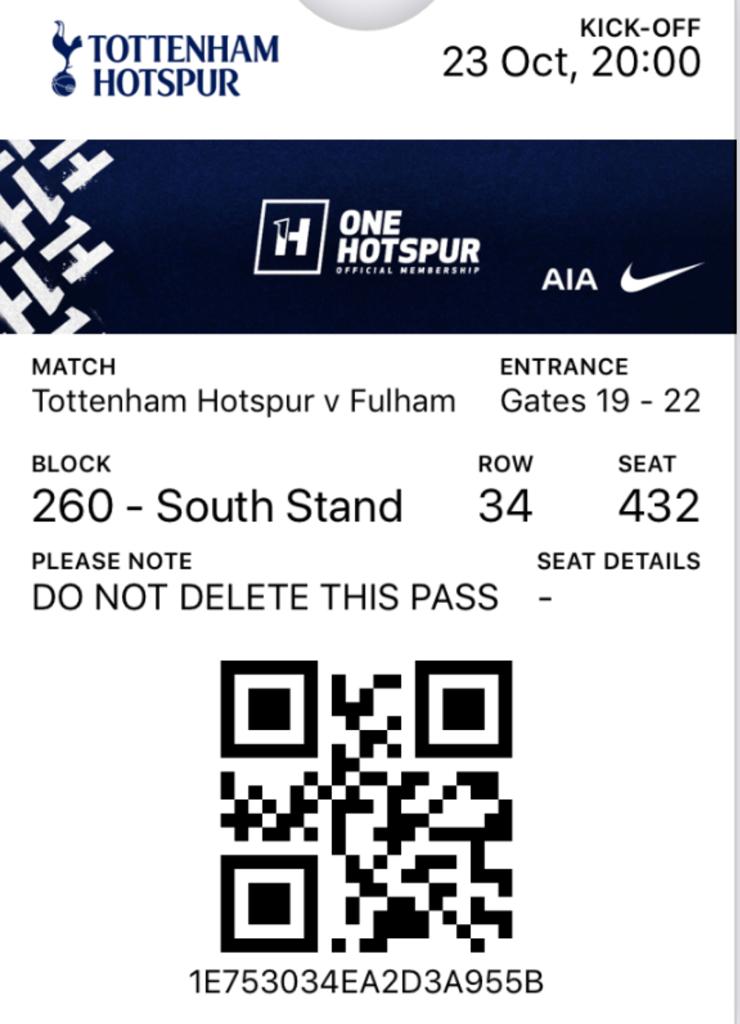 TOTTENHAM
HOTSPUR
KICK-OFF
23 Oct, 20:00
H ONE
HOTSPUR
OFFICIAL MEMBERSHIP
AIA
MATCH
Tottenham Hotspur v Fulham
ENTRANCE
Gates 19 - 22
BLOCK
260 - South Stand
ROW
34
SEAT
432
PLEASE NOTE
DO NOT DELETE THIS PASS
SEAT DETAILS
-
1E753034EA2D3A955B